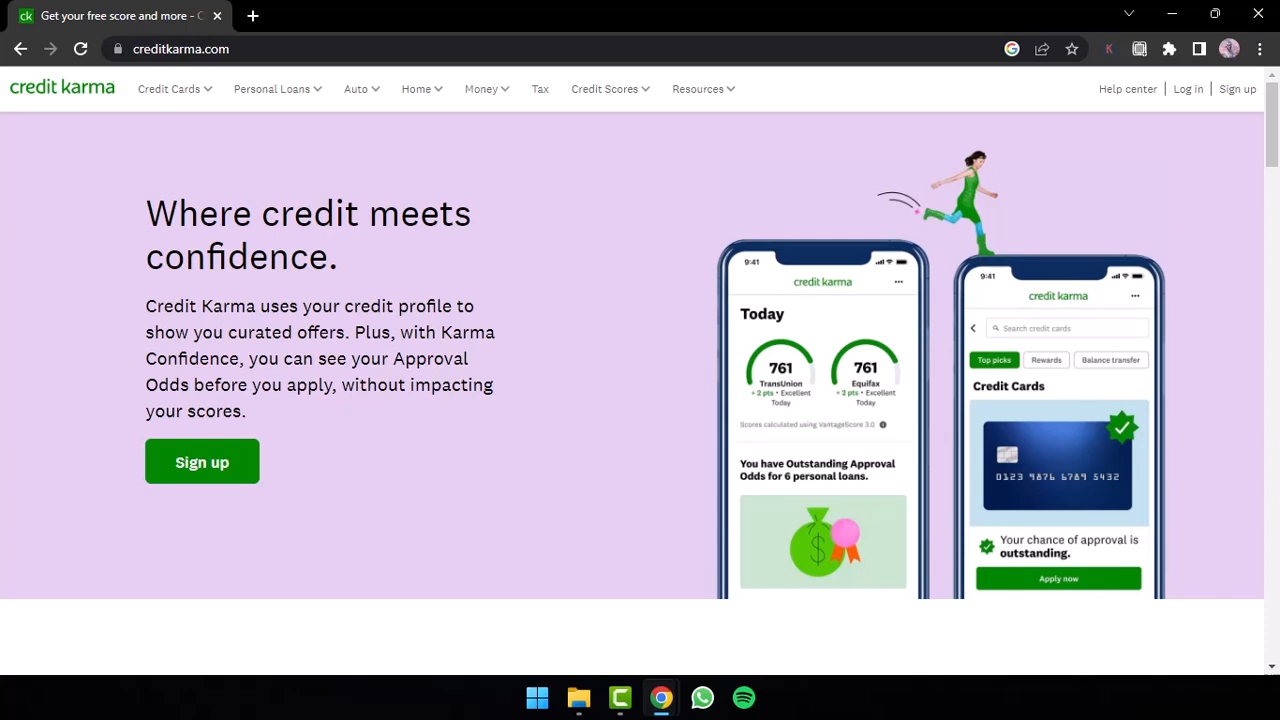 Get your free score and more - C
creditkarma.com
credit karma
Credit Cards
Personal Loans
Auto
Home
Money
Tax
Credit Scores
Resources
Help center
Log in
Sign up
Where credit meets
confidence.
Credit Karma uses your credit profile to
show you curated offers. Plus, with Karma
Confidence, you can see your Approval
Odds before you apply, without impacting
your scores.
Sign up
9:41
credit karma
Today
761
TransUnion
2 pts • Excellent
Today
761
Equifax
2 pts • Excellent
Today
Scores calculated using VantageScore 3.0
You have Outstanding Approval
Odds for 6 personal loans.
$
9:41
credit karma
Search credit cards
Top picks
Rewards
Balance transfer
Credit Cards
0123 9876 6789 5432
Your chance of approval is
outstanding.
Apply now